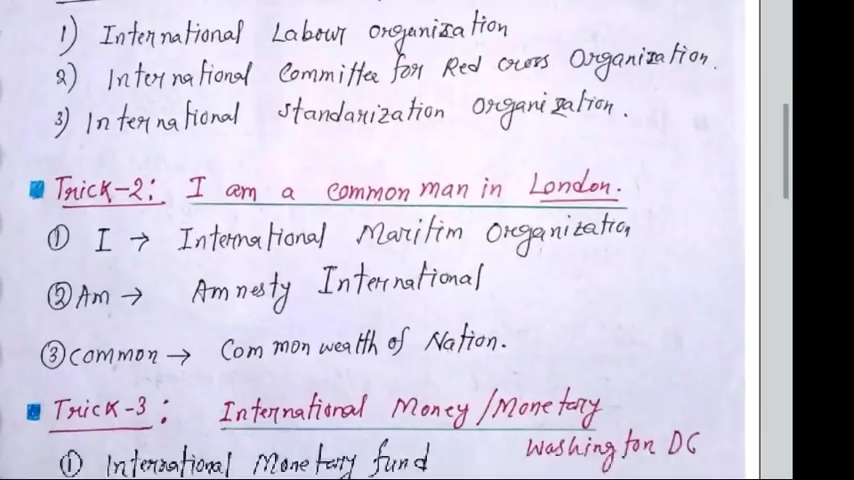 1) International Labour Organization
2) International Committee for Red cross Organization.
3) International standarization Organization.
Trick-2: I am a common man in London.
① I → International Maritim Organization
② Am → Amnesty International
③ common → Common wealth of Nation.
Trick-3: International Money/Monetary
Washington DC
① International Monetary fund